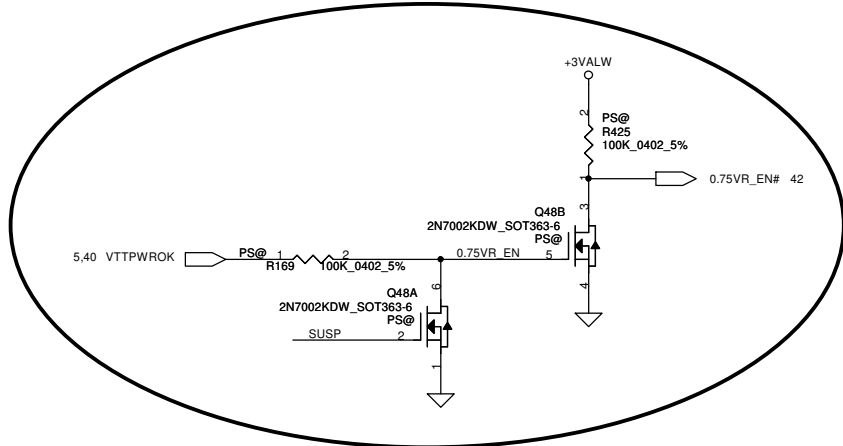 +3VALW
2
PS@
R425
100K_0402_5%
1
0.75VR_EN# 42
3
Q48B
2N7002KDW_SOT363-6
PS@
5,40 VTTPWROK
PS@ 1 2 0.75VR_EN 5
R169 100K_0402_5%
4
6
Q48A
2N7002KDW_SOT363-6
PS@
SUSP 2
1